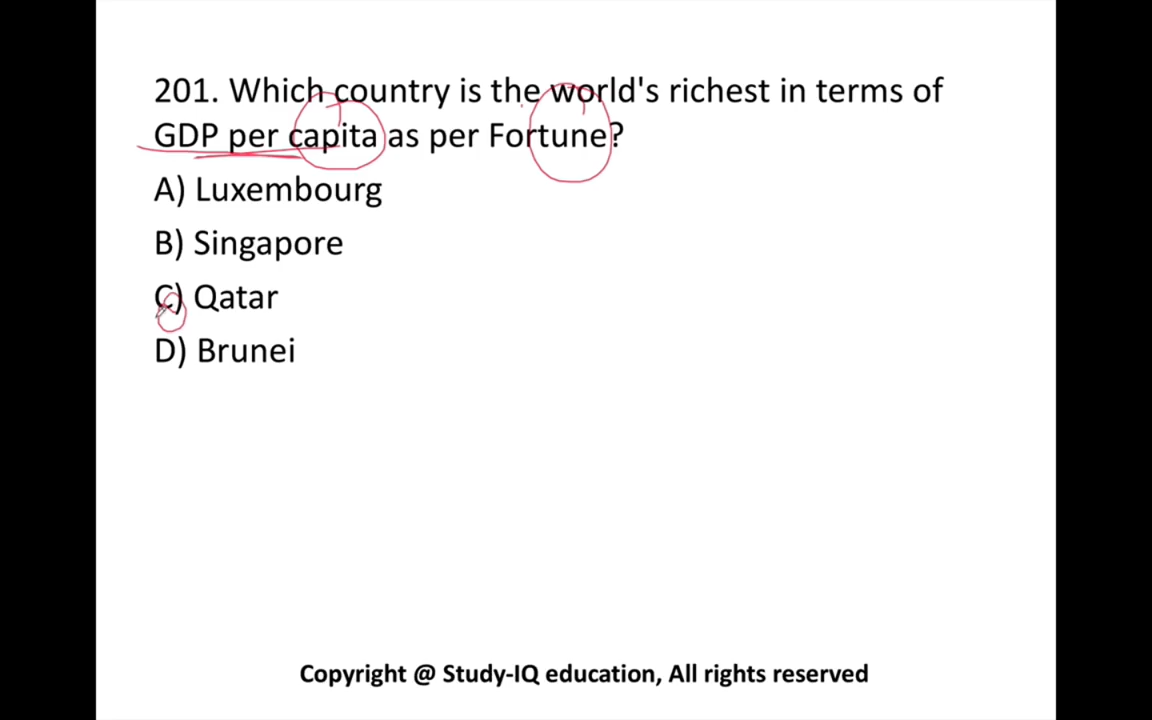 201. Which country is the world's richest in terms of
GDP per capita as per Fortune?
A) Luxembourg
B) Singapore
C) Qatar
D) Brunei
Copyright @ Study-IQ education, All rights reserved